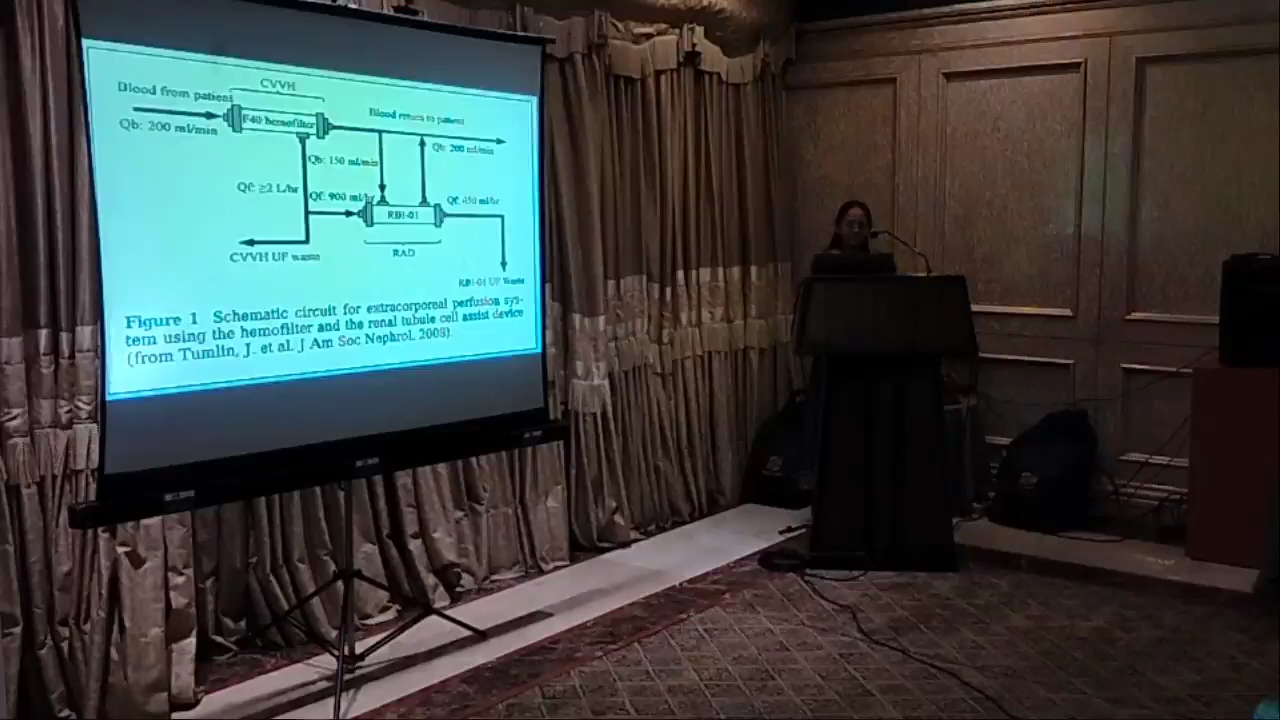 CVVH
Blood from patient
F40 hemofilter
Blood return to patient
Qb: 200 ml/min
Qb: 200 ml/min
Qb: 150 ml/min
Qf: ≥2 L/hr
Qf: 900 ml/hr
Qf: 450 ml/hr
RBI-01
CVVH UF waste
RAD
RBI-01 UF Waste
Figure 1 Schematic circuit for extracorporeal perfusion sys-
tem using the hemofilter and the renal tubule cell assist device
(from Tumlin, J. et al. J Am Soc Nephrol. 2008).